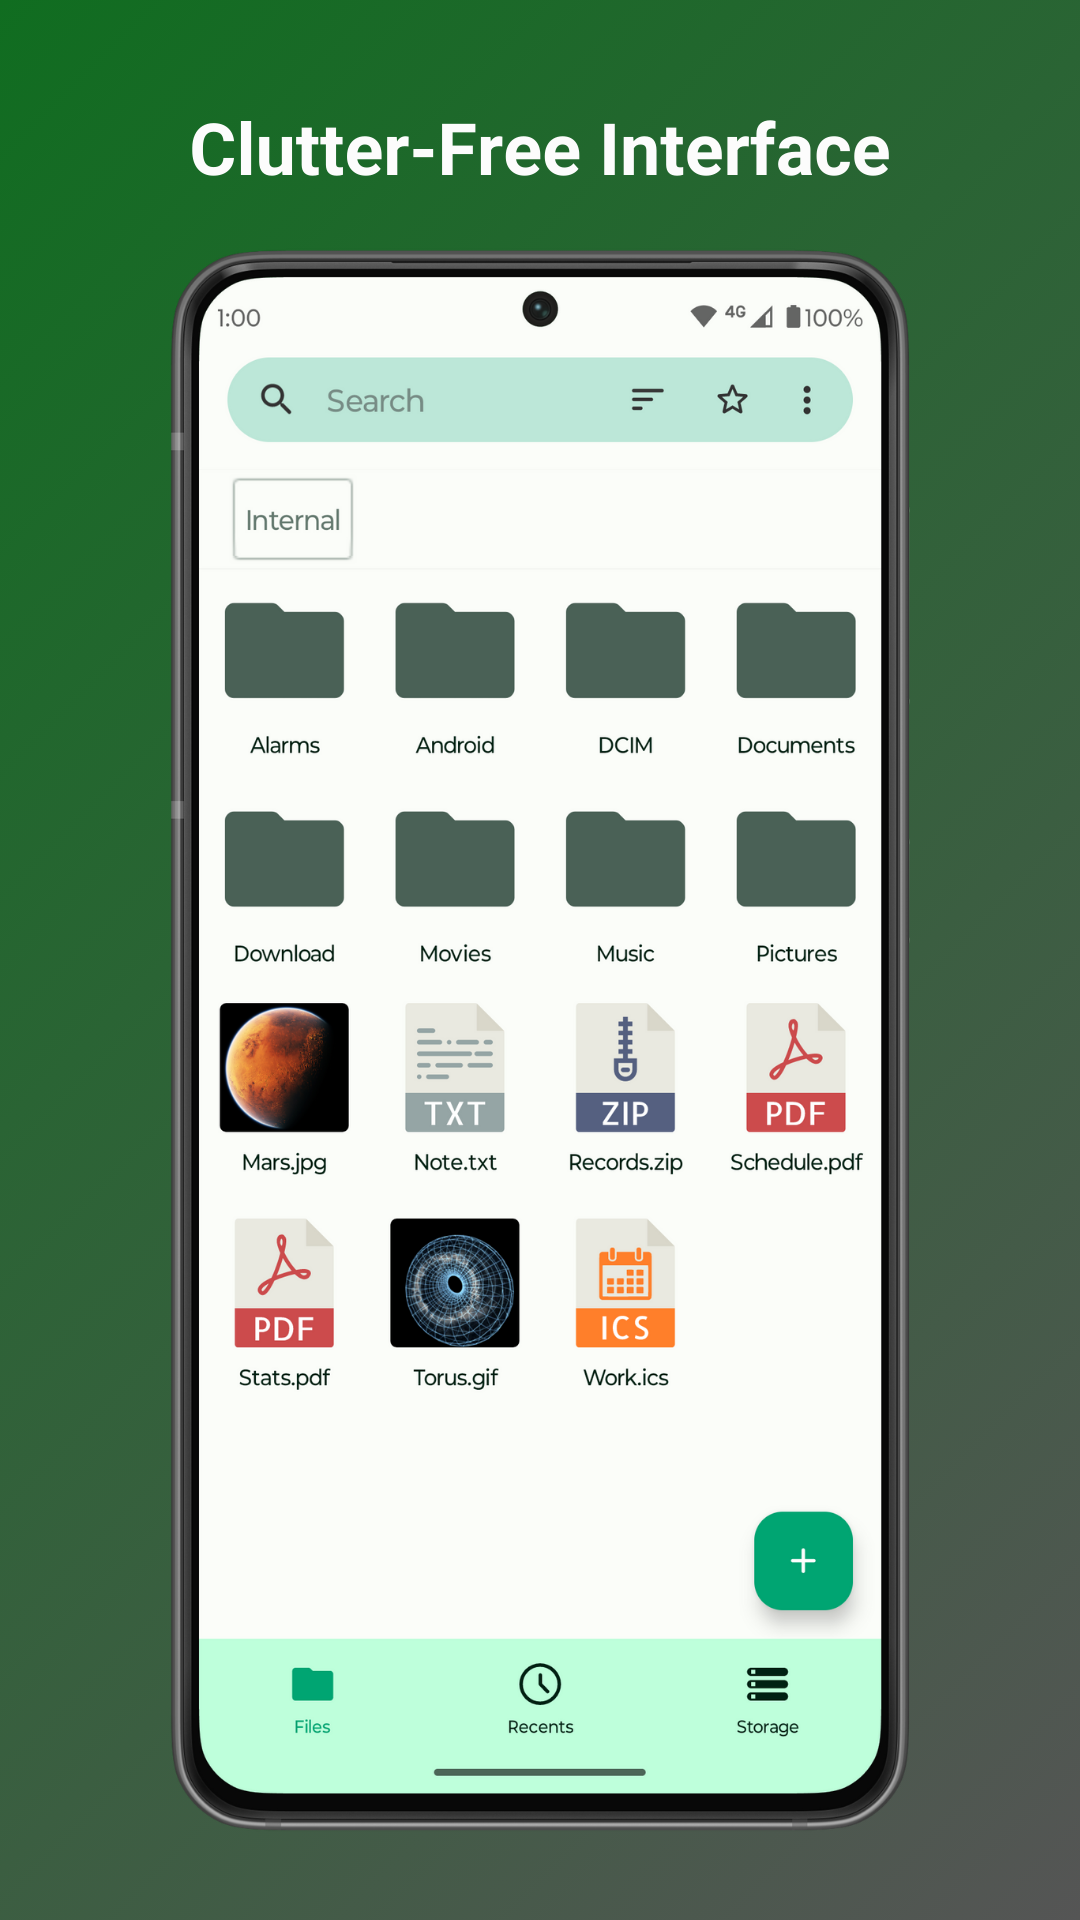 Clutter-Free Interface
1:00 4G 100%
Search
Internal
Alarms Android DCIM Documents
Download Movies Music Pictures
TXT ZIP PDF
Mars.jpg Note.txt Records.zip Schedule.pdf
PDF ICS
Stats.pdf Torus.gif Work.ics
+
Files Recents Storage